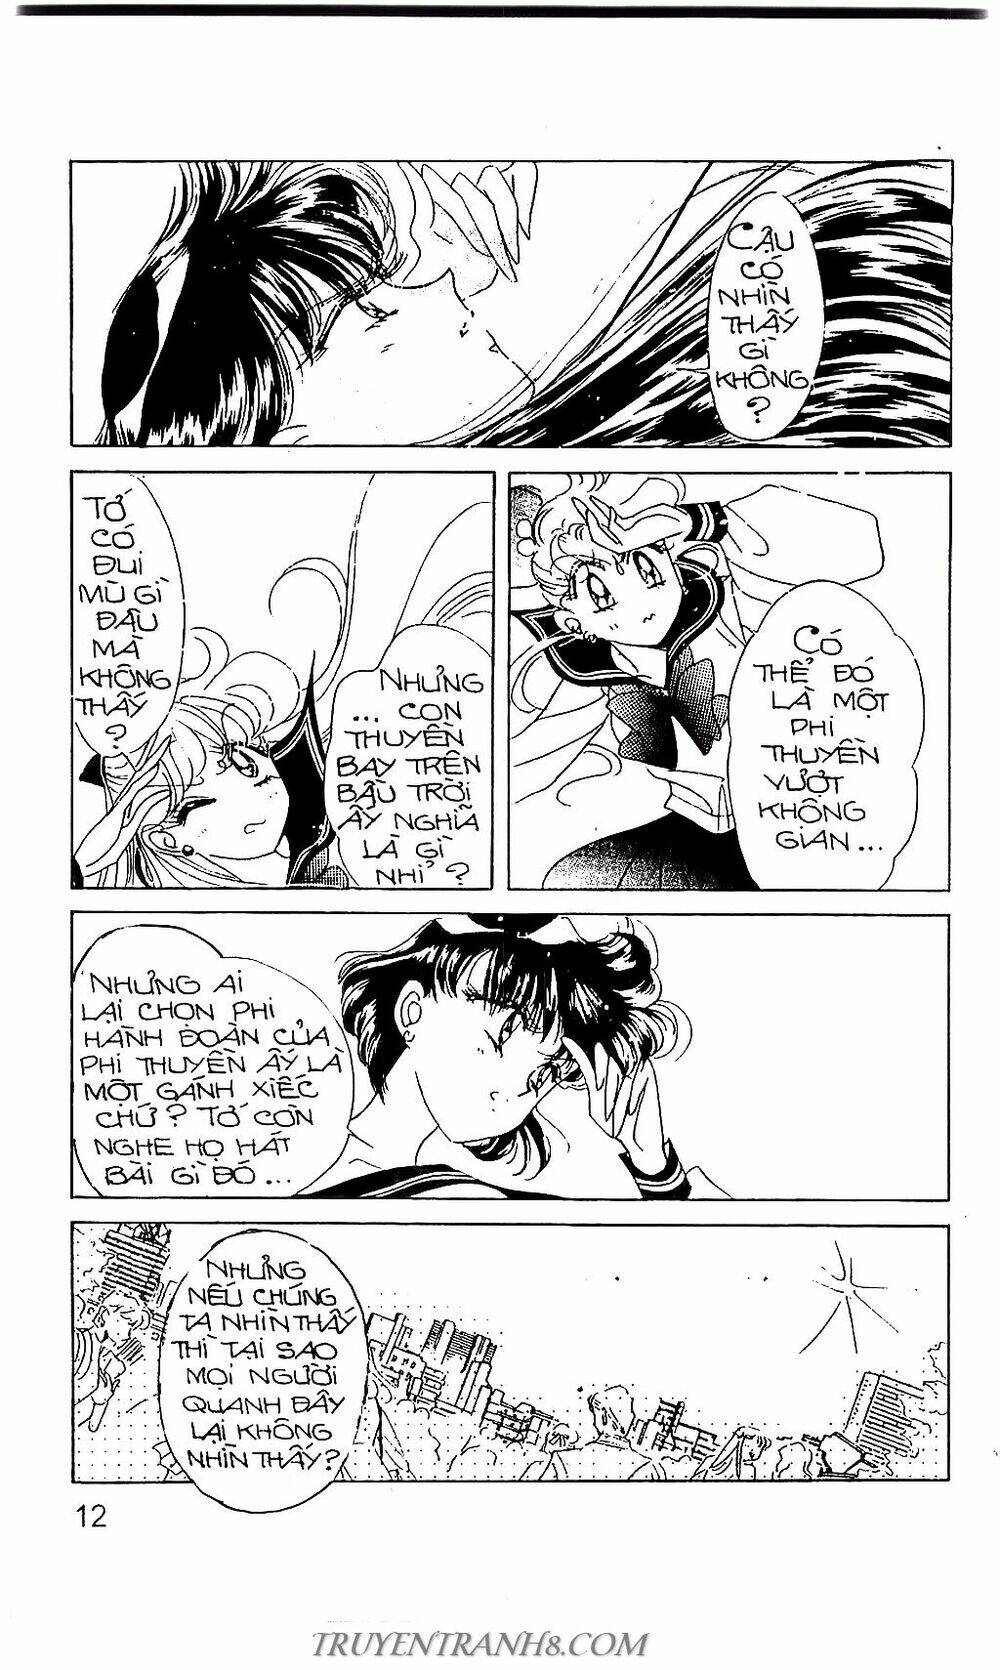 CẬU
CÓ
NHÌN
THẤY
GÌ
KHÔNG
?
TỚ
CÓ
ĐUI
MÙ GÌ
ĐÂU
MÀ
KHÔNG
THẤY
?
NHƯNG
... CON
THUYỀN
BAY TRÊN
BẦU TRỜI
ẤY NGHĨA
LÀ GÌ
NHỈ ?
CÓ
THỂ ĐÓ
LÀ MỘT
PHI
THUYỀN
VƯỢT
KHÔNG
GIAN ...
NHƯNG AI
LẠI CHỌN PHI
HÀNH ĐOÀN CỦA
PHI THUYỀN ẤY LÀ
MỘT GÁNH XIẾC
CHỨ ? TỚ CÒN
NGHE HỌ HÁT
BÀI GÌ ĐÓ ...
NHƯNG
NẾU CHÚNG
TA NHÌN THẤY
THÌ TẠI SAO
MỌI NGƯỜI
QUANH ĐÂY
LẠI KHÔNG
NHÌN THẤY ?
12
TRUYENTRANH8.COM